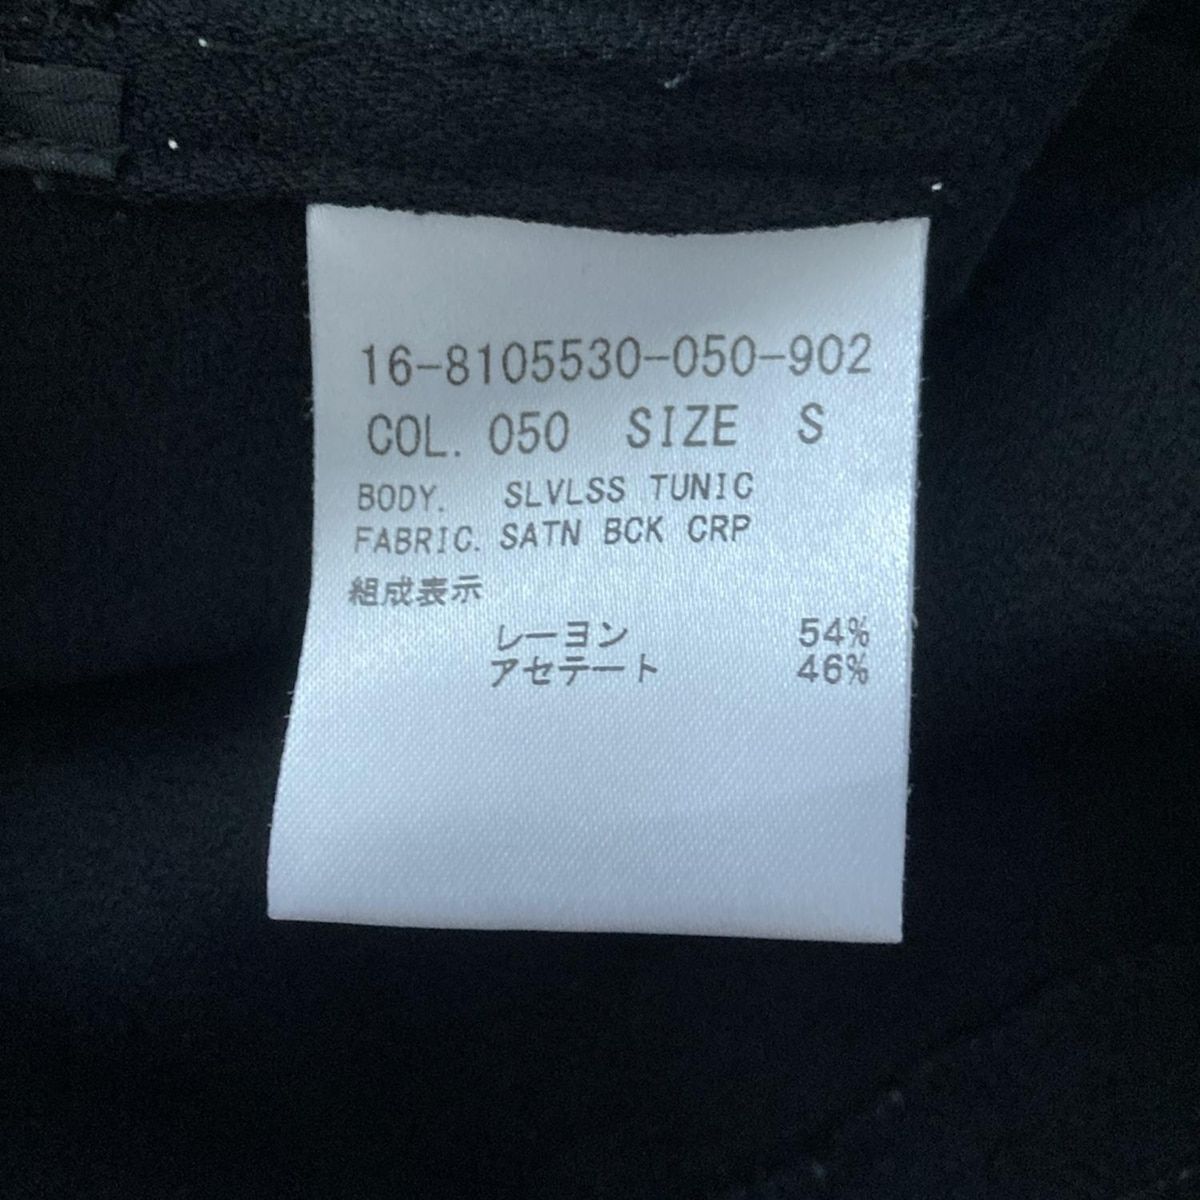 16-8105530-050-902
COL. 050 SIZE S
BODY. SLVLSS TUNIC
FABRIC. SATN BCK CRP
組成表示
レーヨン 54%
アセテート 46%